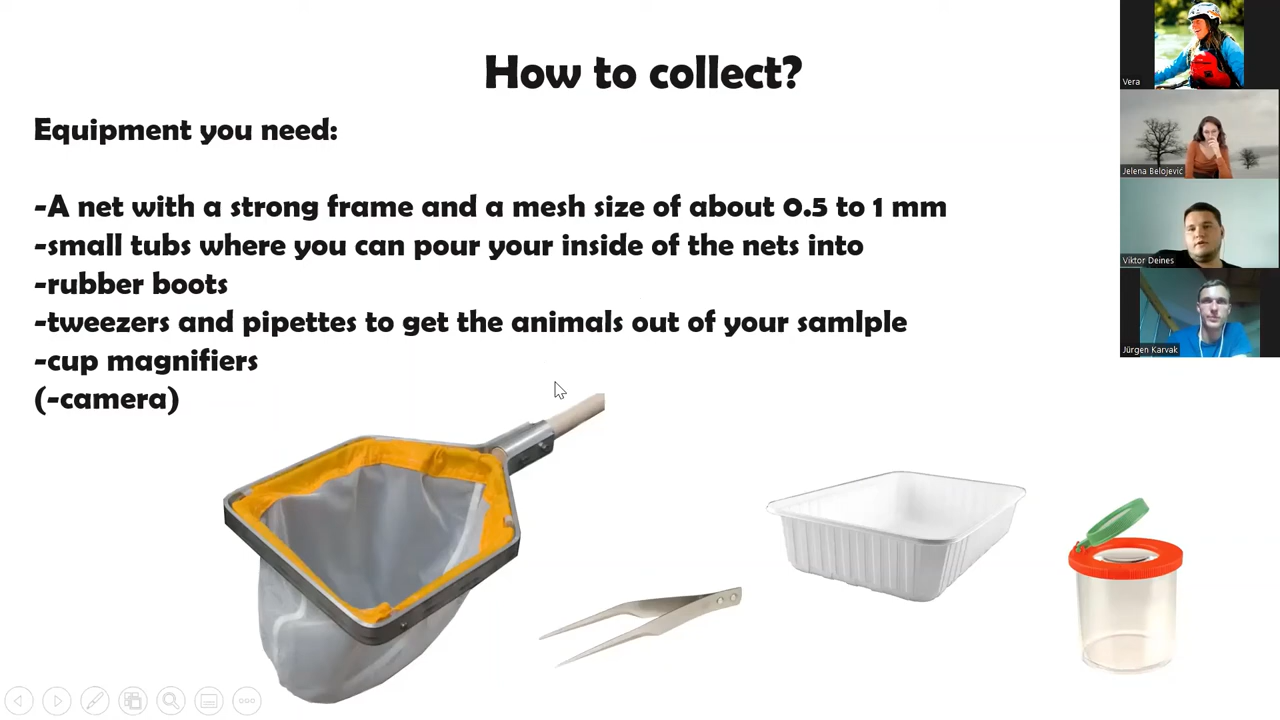 How to collect?
Equipment you need:
-A net with a strong frame and a mesh size of about 0.5 to 1 mm
-small tubs where you can pour your inside of the nets into
-rubber boots
-tweezers and pipettes to get the animals out of your samlple
-cup magnifiers
(-camera)
Vera
Jelena Belojević
Viktor Deines
Jürgen Karvak